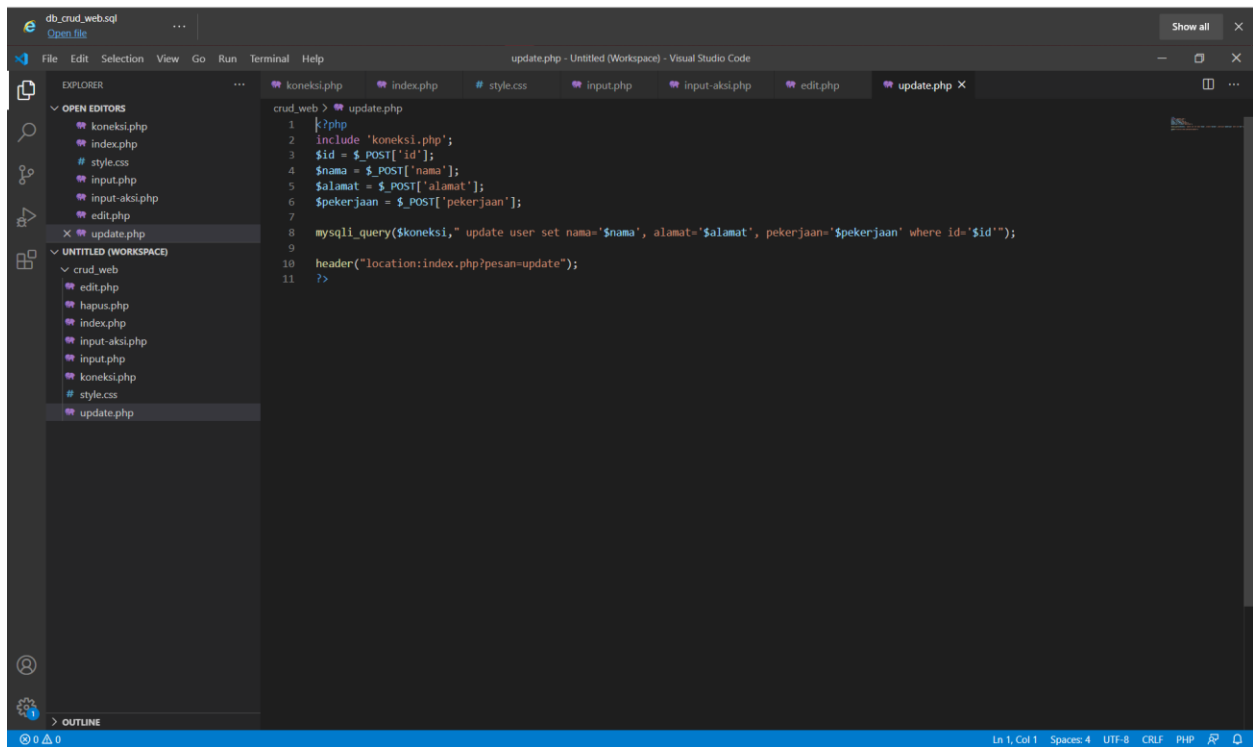 db_crud_web.sql
Open file
...
Show all
File Edit Selection View Go Run Terminal Help
update.php - Untitled (Workspace) - Visual Studio Code
EXPLORER
koneksi.php
index.php
# style.css
input.php
input-aksi.php
edit.php
update.php
OPEN EDITORS
koneksi.php
index.php
# style.css
input.php
input-aksi.php
edit.php
update.php
UNTITLED (WORKSPACE)
crud_web
edit.php
hapus.php
index.php
input-aksi.php
input.php
koneksi.php
# style.css
update.php
OUTLINE
crud_web > update.php
1 <?php
2 include 'koneksi.php';
3 $id = $_POST['id'];
4 $nama = $_POST['nama'];
5 $alamat = $_POST['alamat'];
6 $pekerjaan = $_POST['pekerjaan'];
7
8 mysqli_query($koneksi," update user set nama='$nama', alamat='$alamat', pekerjaan='$pekerjaan' where id='$id'");
9
10 header("location:index.php?pesan=update");
11 ?>
1
0 0
Ln 1, Col 1 Spaces: 4 UTF-8 CRLF PHP